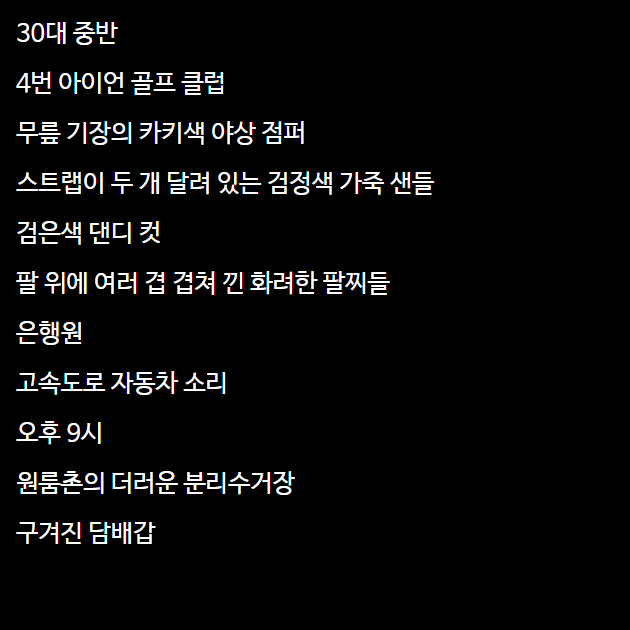 30대 중반
4번 아이언 골프 클럽
무릎 기장의 카키색 야상 점퍼
스트랩이 두 개 달려 있는 검정색 가죽 샌들
검은색 댄디 컷
팔 위에 여러 겹 겹쳐 낀 화려한 팔찌들
은행원
고속도로 자동차 소리
오후 9시
원룸촌의 더러운 분리수거장
구겨진 담배갑